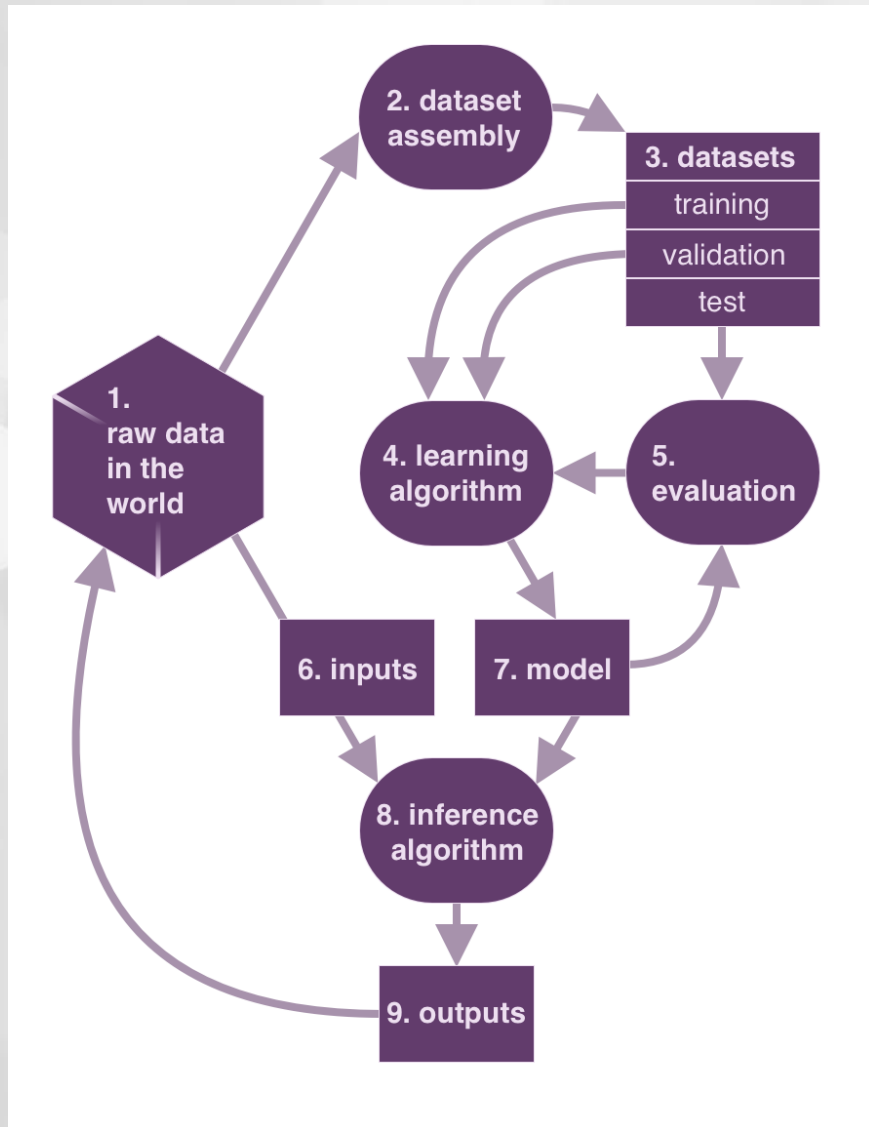 2. dataset
assembly
3. datasets
training
validation
test
1.
raw data
in the
world
4. learning
algorithm
5.
evaluation
6. inputs
7. model
8. inference
algorithm
9. outputs